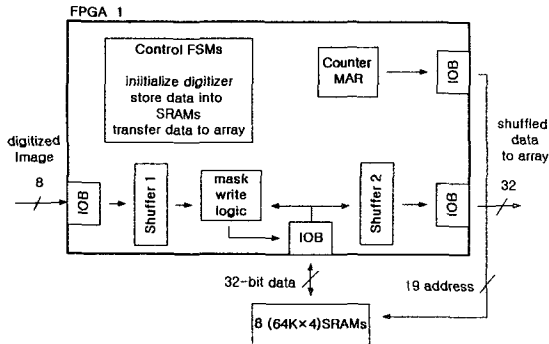 FPGA 1
Control FSMs
iniitialize digitizer
store data into
SRAMs
transfer data to array
Counter
MAR
IOB
digitized
Image
8
IOB
Shuffer 1
mask
write
logic
IOB
Shuffer 2
IOB
shuffled
data
to array
32
32-bit data
19 address
8 (64K×4)SRAMs